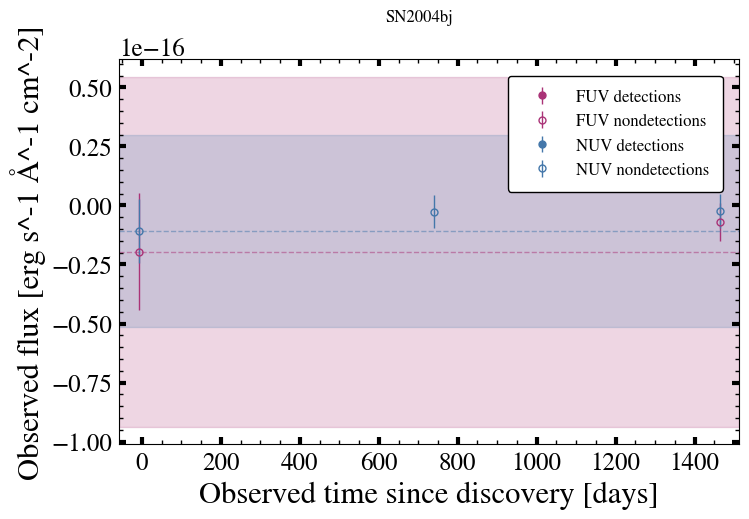 SN2004bj
1e−16
0.50
0.25
0.00
−0.25
−0.50
−0.75
−1.00
Observed flux [erg s^-1 Å^-1 cm^-2]
FUV detections
FUV nondetections
NUV detections
NUV nondetections
0 200 400 600 800 1000 1200 1400
Observed time since discovery [days]